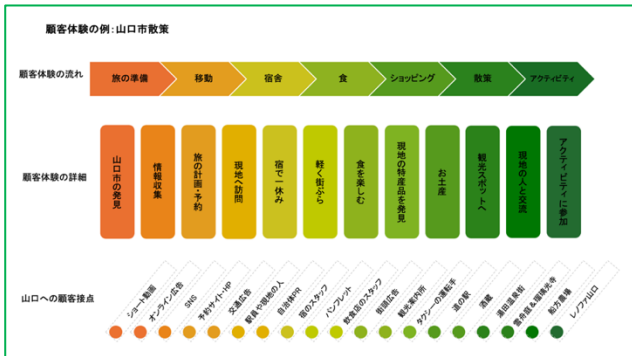 顧客体験の例：山口市散策
顧客体験の流れ
旅の準備
移動
宿舎
食
ショッピング
散策
アクティビティ
顧客体験の詳細
山口市の発見
情報収集
旅の計画・予約
現地へ訪問
宿で一休み
軽く街ぶら
食を楽しむ
現地の特産品を発見
お土産
観光スポットへ
現地の人と交流
アクティビティに参加
山口への顧客接点
ショート動画
オンライン広告
SNS
予約サイト・HP
交通広告
駅員や現地の人
自治体PR
宿のスタッフ
パンフレット
飲食店のスタッフ
街頭広告
観光案内所
タクシーの運転手
道の駅
酒蔵
湯田温泉街
雪舟庭&瑠璃光寺
船方農場
レノファ山口